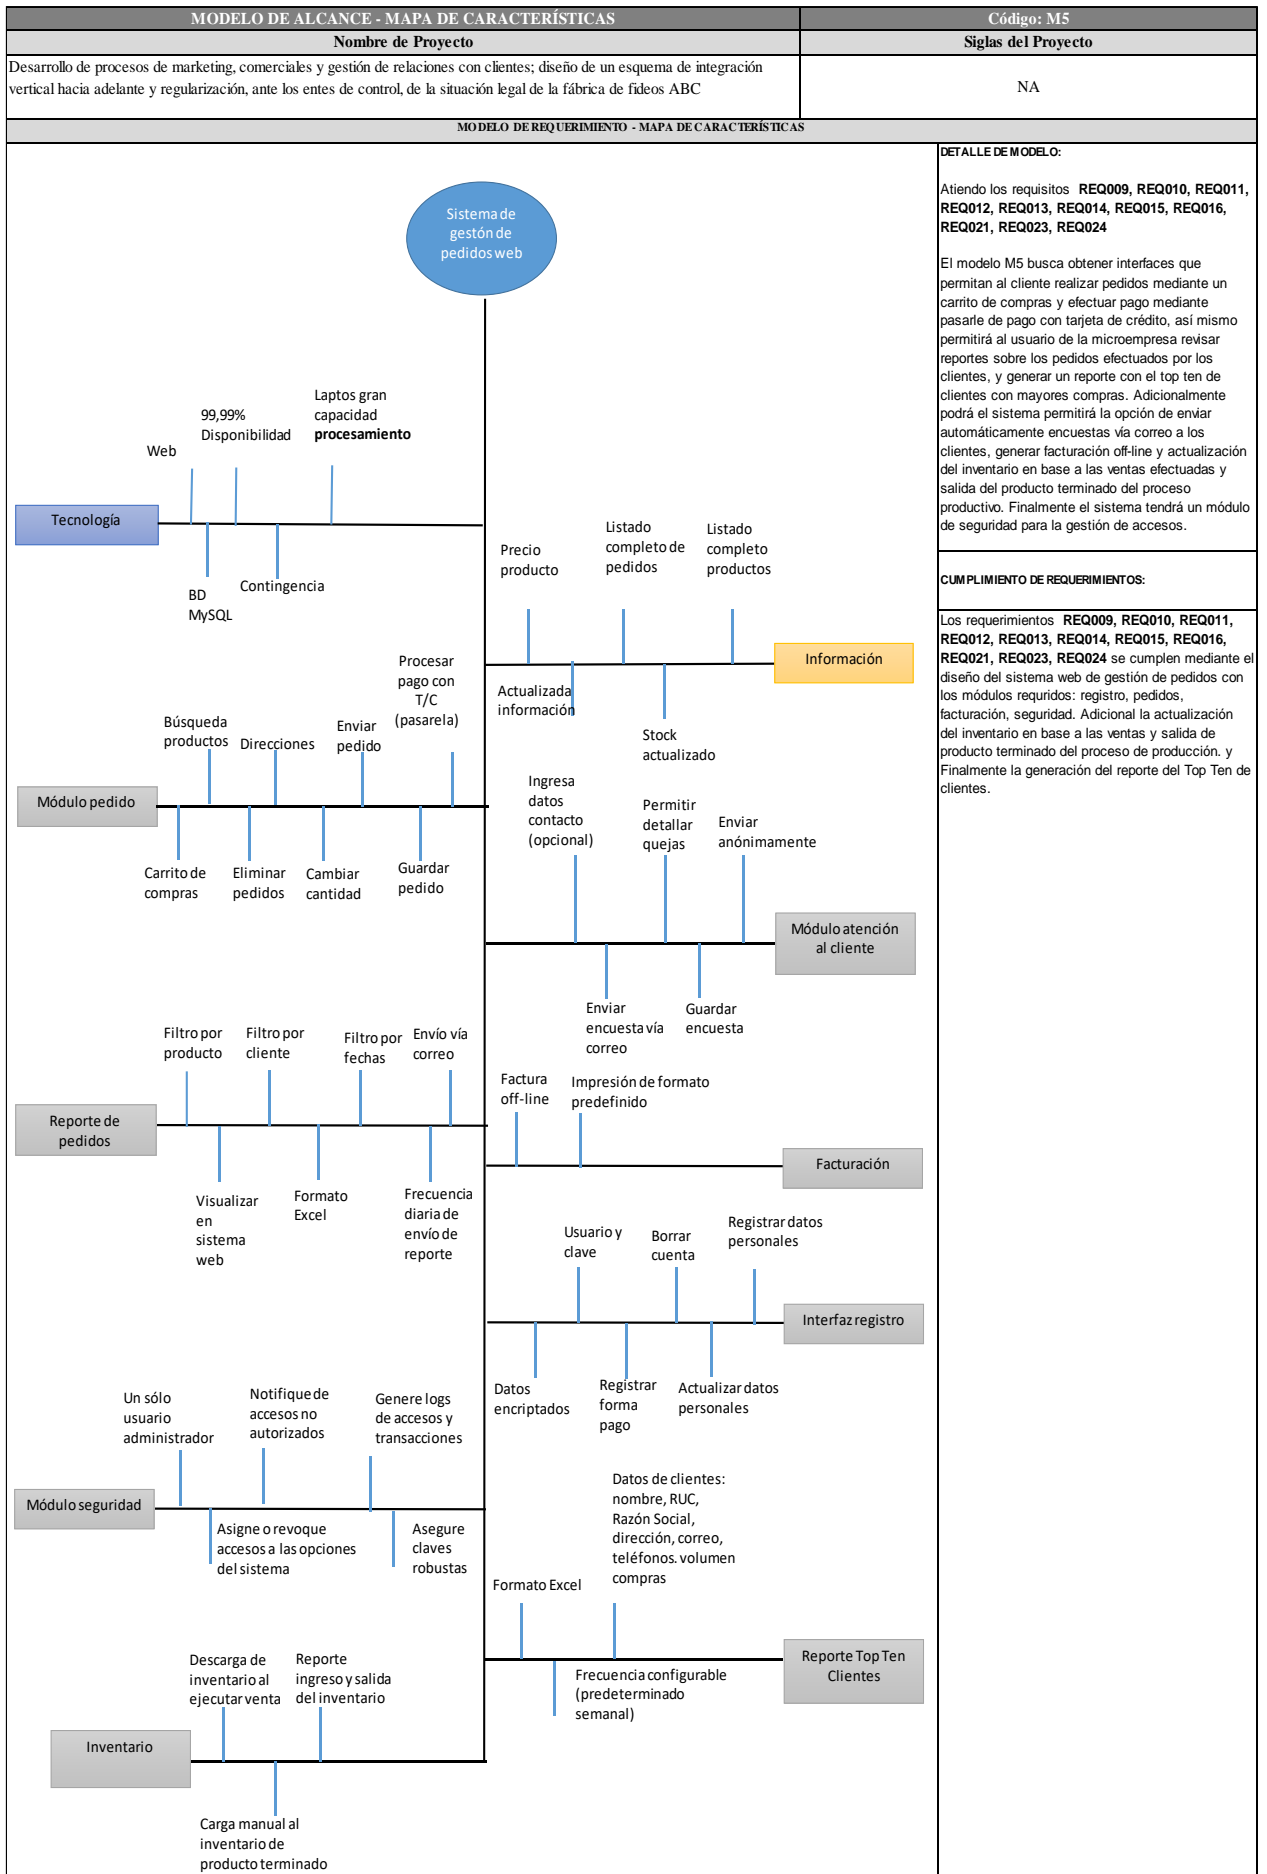 MODELO DE ALCANCE - MAPA DE CARACTERÍSTICAS
Código: M5
Nombre de Proyecto
Siglas del Proyecto
Desarrollo de procesos de marketing, comerciales y gestión de relaciones con clientes; diseño de un esquema de integración
vertical hacia adelante y regularización, ante los entes de control, de la situación legal de la fábrica de fideos ABC
NA
MODELO DE REQUERIMIENTO - MAPA DE CARACTERÍSTICAS
Sistema de
gestón de
pedidos web
Web
99,99%
Disponibilidad
Laptos gran
capacidad
procesamiento
Tecnología
BD
MySQL
Contingencia
Precio
producto
Listado
completo de
pedidos
Listado
completo
productos
Información
Actualizada
información
Stock
actualizado
Búsqueda
productos
Direcciones
Enviar
pedido
Procesar
pago con
T/C
(pasarela)
Módulo pedido
Carrito de
compras
Eliminar
pedidos
Cambiar
cantidad
Guardar
pedido
Ingresa
datos
contacto
(opcional)
Permitir
detallar
quejas
Enviar
anónimamente
Módulo atención
al cliente
Enviar
encuesta vía
correo
Guardar
encuesta
Filtro por
producto
Filtro por
cliente
Filtro por
fechas
Envío vía
correo
Reporte de
pedidos
Visualizar
en
sistema
web
Formato
Excel
Frecuencia
diaria de
envío de
reporte
Factura
off-line
Impresión de formato
predefinido
Facturación
Usuario y
clave
Borrar
cuenta
Registrar datos
personales
Interfaz registro
Datos
encriptados
Registrar
forma
pago
Actualizar datos
personales
Un sólo
usuario
administrador
Notifique de
accesos no
autorizados
Genere logs
de accesos y
transacciones
Módulo seguridad
Asigne o revoque
accesos a las opciones
del sistema
Asegure
claves
robustas
Formato Excel
Datos de clientes:
nombre, RUC,
Razón Social,
dirección, correo,
teléfonos. volumen
compras
Reporte Top Ten
Clientes
Frecuencia configurable
(predeterminado
semanal)
Descarga de
inventario al
ejecutar venta
Reporte
ingreso y salida
del inventario
Inventario
Carga manual al
inventario de
producto terminado
DETALLE DE MODELO:
Atiendo los requisitos REQ009, REQ010, REQ011,
REQ012, REQ013, REQ014, REQ015, REQ016,
REQ021, REQ023, REQ024
El modelo M5 busca obtener interfaces que
permitan al cliente realizar pedidos mediante un
carrito de compras y efectuar pago mediante
pasarle de pago con tarjeta de crédito, así mismo
permitirá al usuario de la microempresa revisar
reportes sobre los pedidos efectuados por los
clientes, y generar un reporte con el top ten de
clientes con mayores compras. Adicionalmente
podrá el sistema permitirá la opción de enviar
automáticamente encuestas vía correo a los
clientes, generar facturación off-line y actualización
del inventario en base a las ventas efectuadas y
salida del producto terminado del proceso
productivo. Finalmente el sistema tendrá un módulo
de seguridad para la gestión de accesos.
CUMPLIMIENTO DE REQUERIMIENTOS:
Los requerimientos REQ009, REQ010, REQ011,
REQ012, REQ013, REQ014, REQ015, REQ016,
REQ021, REQ023, REQ024 se cumplen mediante el
diseño del sistema web de gestión de pedidos con
los módulos requridos: registro, pedidos,
facturación, seguridad. Adicional la actualización
del inventario en base a las ventas y salida de
producto terminado del proceso de producción. y
Finalmente la generación del reporte del Top Ten de
clientes.